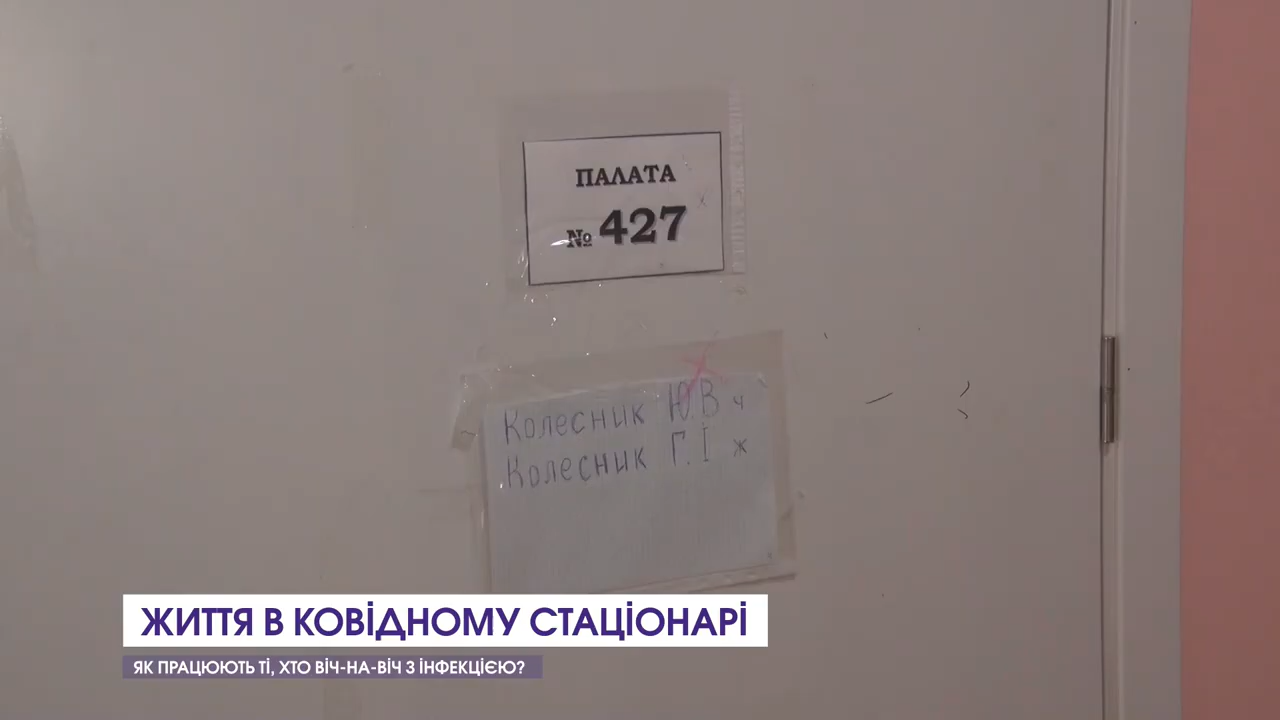 ПАЛАТА
№ 427
Колесник Ю.В ч
Колесник Г.І ж
ЖИТТЯ В КОВІДНОМУ СТАЦІОНАРІ
ЯК ПРАЦЮЮТЬ ТІ, ХТО ВІЧ-НА-ВІЧ З ІНФЕКЦІЄЮ?